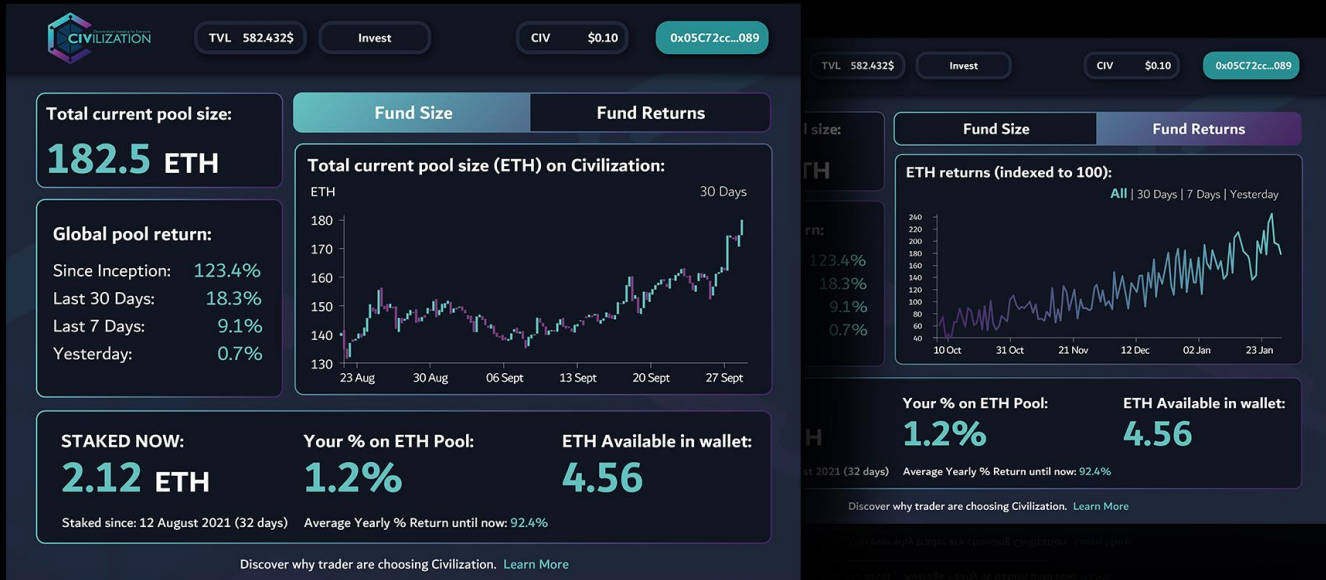 CIVILIZATION
TVL 582.432$
Invest
CIV $0.10
0x05C72cc...089
Total current pool size:
182.5 ETH
Global pool return:
Since Inception: 123.4%
Last 30 Days: 18.3%
Last 7 Days: 9.1%
Yesterday: 0.7%
Fund Size
Fund Returns
Total current pool size (ETH) on Civilization:
ETH
30 Days
180
170
160
150
140
130
23 Aug 30 Aug 06 Sept 13 Sept 20 Sept 27 Sept
STAKED NOW:
2.12 ETH
Staked since: 12 August 2021 (32 days)
Your % on ETH Pool:
1.2%
Average Yearly % Return until now: 92.4%
ETH Available in wallet:
4.56
Discover why trader are choosing Civilization. Learn More
TVL 582.432$
Invest
CIV $0.10
0x05C72cc...089
size:
TH
123.4%
18.3%
9.1%
0.7%
Fund Size
Fund Returns
ETH returns (indexed to 100):
All | 30 Days | 7 Days | Yesterday
240
220
200
180
160
140
120
100
80
60
40
10 Oct 31 Oct 21 Nov 12 Dec 02 Jan 23 Jan
H
st 2021 (32 days)
Your % on ETH Pool:
1.2%
Average Yearly % Return until now: 92.4%
ETH Available in wallet:
4.56
Discover why trader are choosing Civilization. Learn More